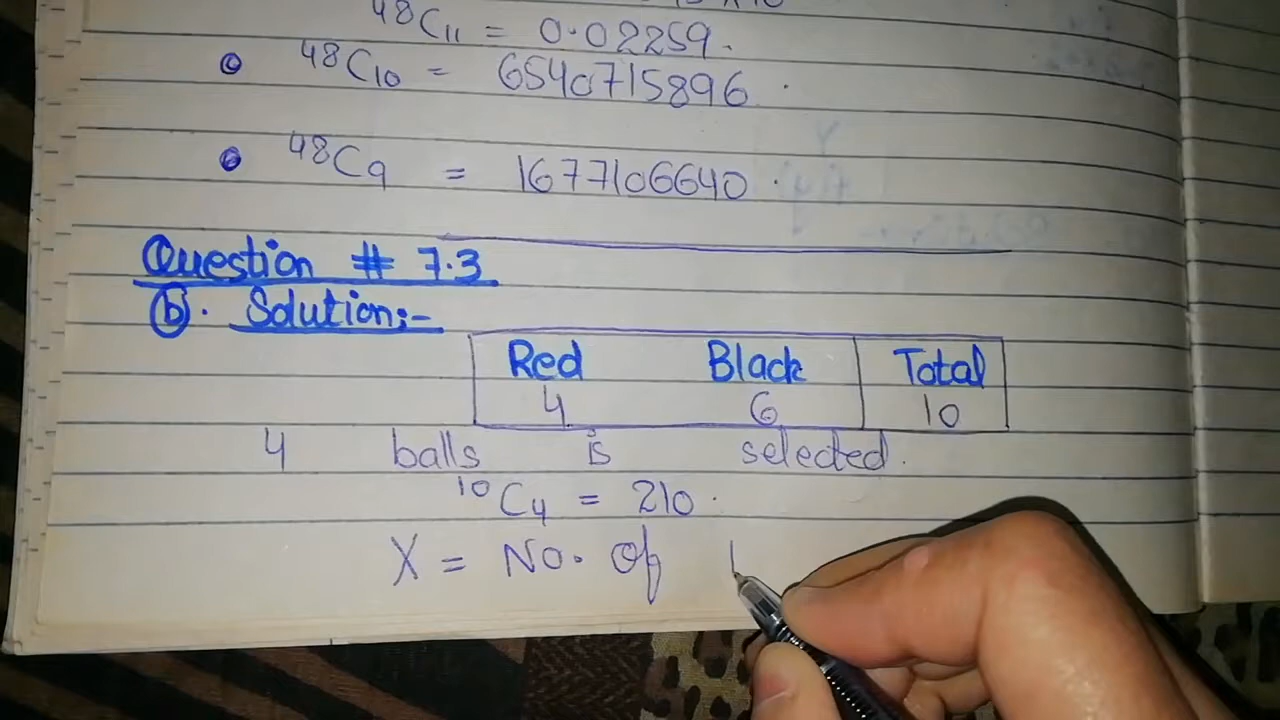 48C11 = 0.02259.
48C10 = 6540715896.
48C9 = 1677106640.
Question # 7.3
(b). Solution:-
Red Black Total
4 6 10
4 balls is selected.
10C4 = 210.
X = No. of